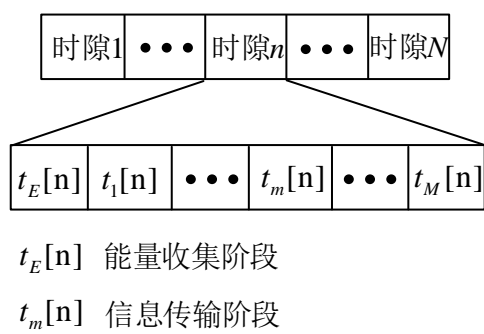 时隙1 ••• 时隙n ••• 时隙N
t_E[n] t_1[n] ••• t_m[n] ••• t_M[n]
t_E[n] 能量收集阶段
t_m[n] 信息传输阶段